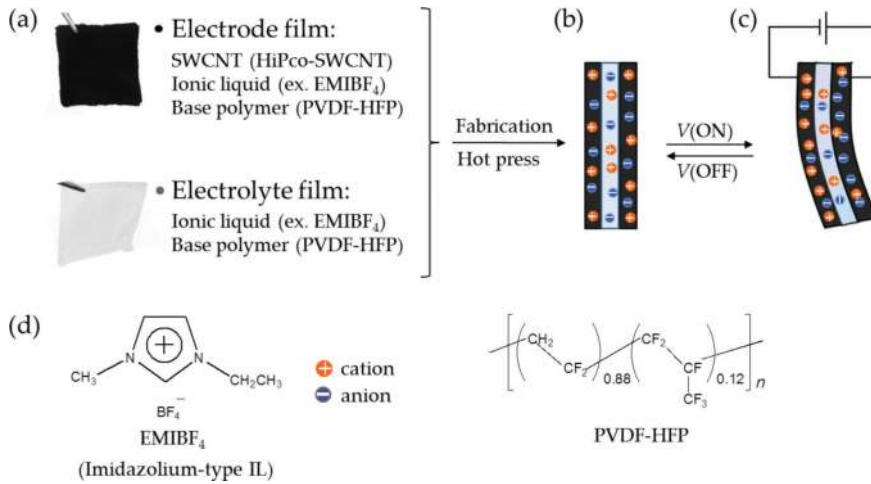 (a)
• Electrode film:
SWCNT (HiPco-SWCNT)
Ionic liquid (ex. EMIBF₄)
Base polymer (PVDF-HFP)
• Electrolyte film:
Ionic liquid (ex. EMIBF₄)
Base polymer (PVDF-HFP)
Fabrication
Hot press
(b)
V(ON)
V(OFF)
(c)
(d)
N
N
CH₃
CH₂CH₃
BF₄⁻
EMIBF₄
(Imidazolium-type IL)
cation
anion
CH₂
CF₂
0.88
CF₂
CF
CF₃
0.12
n
PVDF-HFP